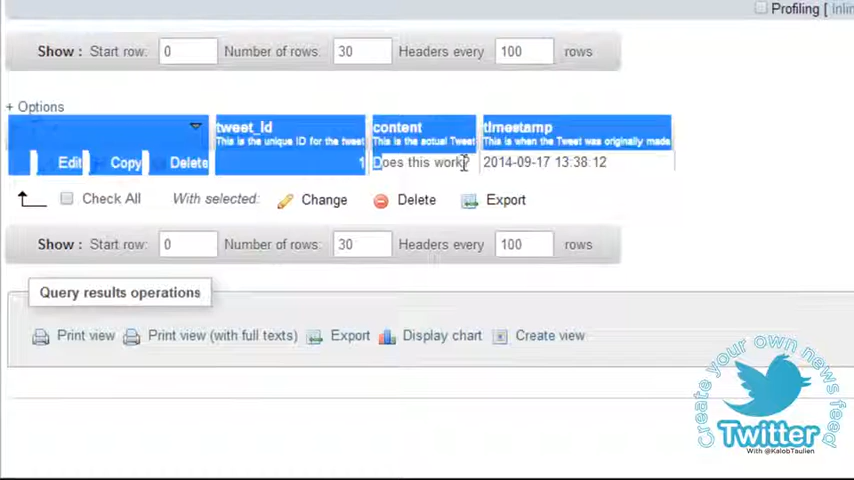 Profiling [ Inlin
Show : Start row: 0 Number of rows: 30 Headers every 100 rows
+ Options
tweet_id content timestamp
This is the unique ID for the tweet This is the actual Tweet This is when the Tweet was originally made
Edit Copy Delete 1 Does this work? 2014-09-17 13:38:12
Check All With selected: Change Delete Export
Show : Start row: 0 Number of rows: 30 Headers every 100 rows
Query results operations
Print view Print view (with full texts) Export Display chart Create view
Create your own news feed
Twitter
With @KalobTaulien